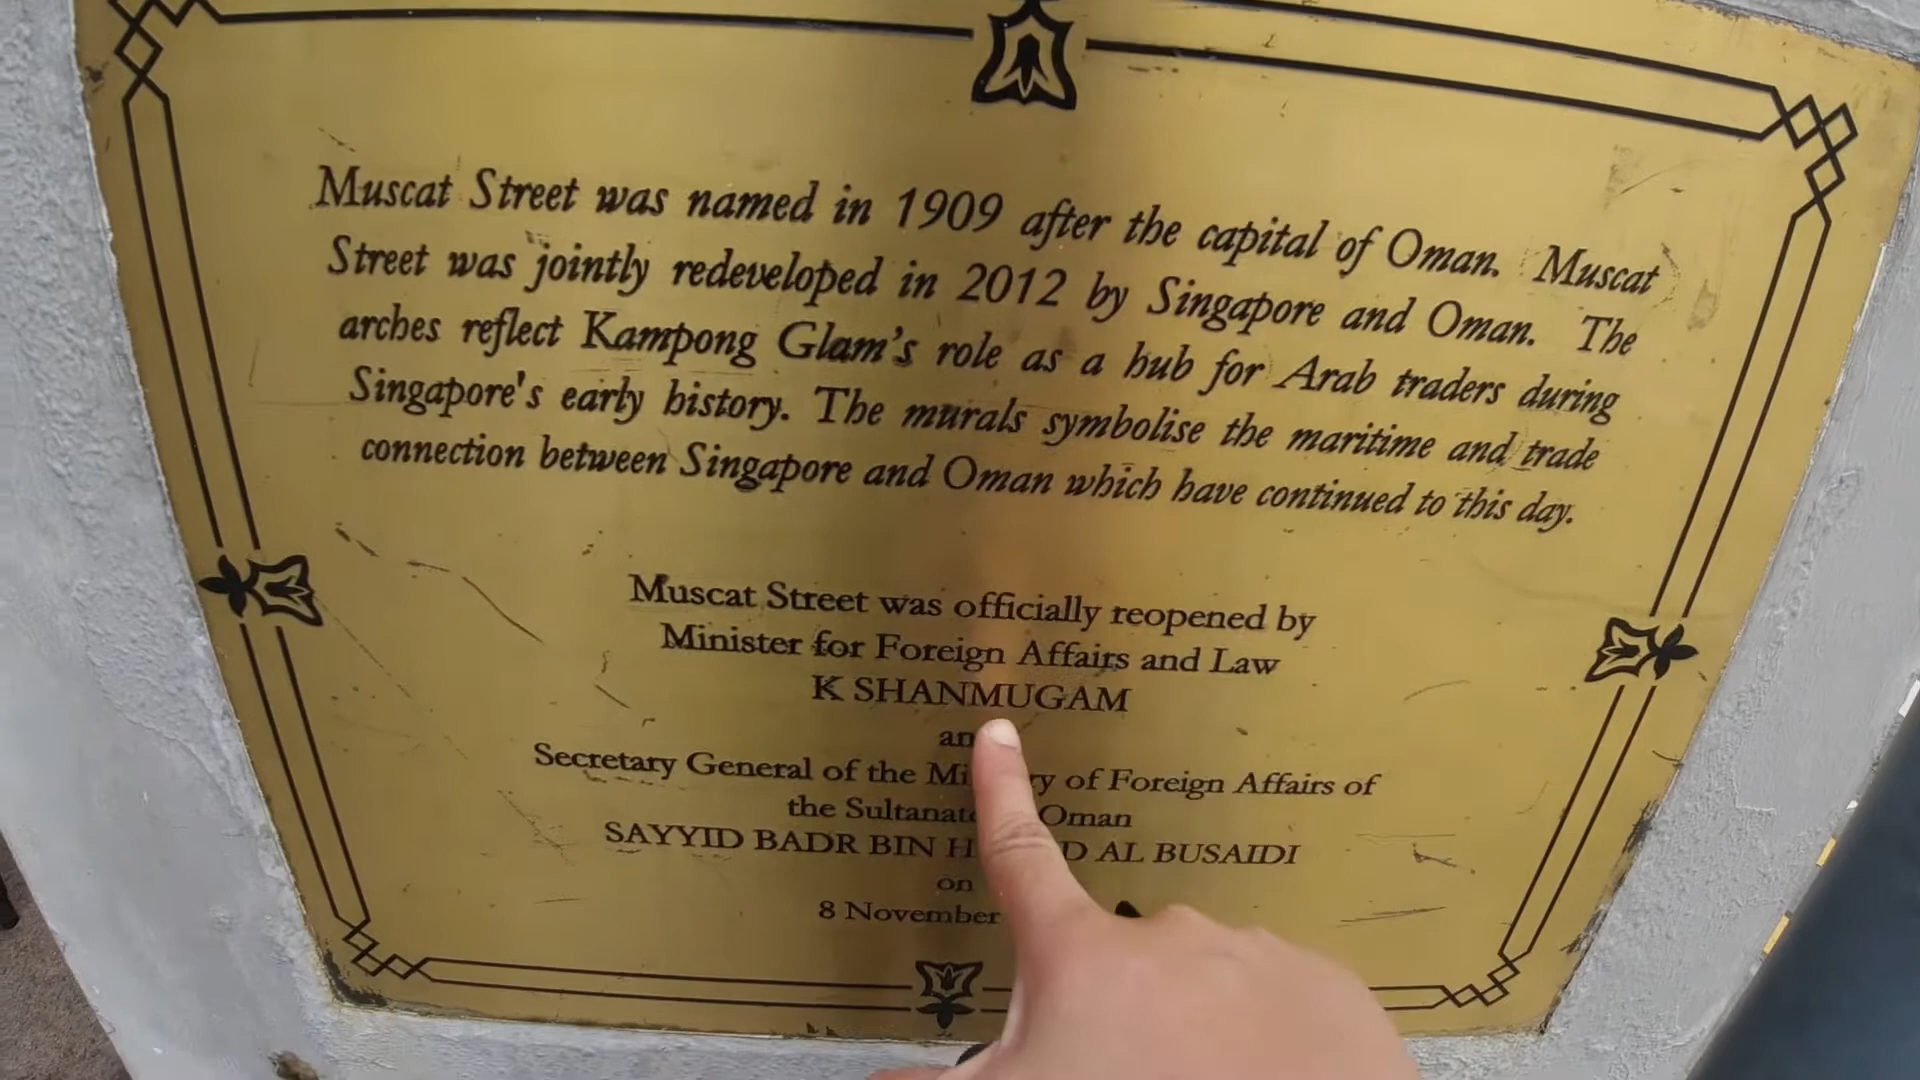 Muscat Street was named in 1909 after the capital of Oman. Muscat
Street was jointly redeveloped in 2012 by Singapore and Oman. The
arches reflect Kampong Glam's role as a hub for Arab traders during
Singapore's early history. The murals symbolise the maritime and trade
connection between Singapore and Oman which have continued to this day.
Muscat Street was officially reopened by
Minister for Foreign Affairs and Law
K SHANMUGAM
Secretary General of the of Foreign Affairs of
the Oman
SAYYID BADR BIN AL BUSAIDI
on
8 November